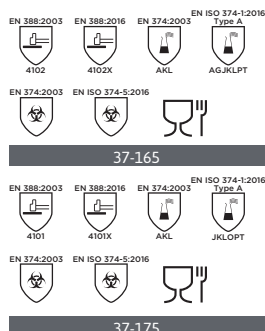 EN 388:2003 EN 388:2016 EN 374:2003 EN ISO 374-1:2016 Type A
4102 4102X AKL AGJKLPT
EN 374:2003 EN ISO 374-5:2016
37-165
EN 388:2003 EN 388:2016 EN 374:2003 EN ISO 374-1:2016 Type A
4101 4101X AKL JKLOPT
EN 374:2003 EN ISO 374-5:2016
37-175